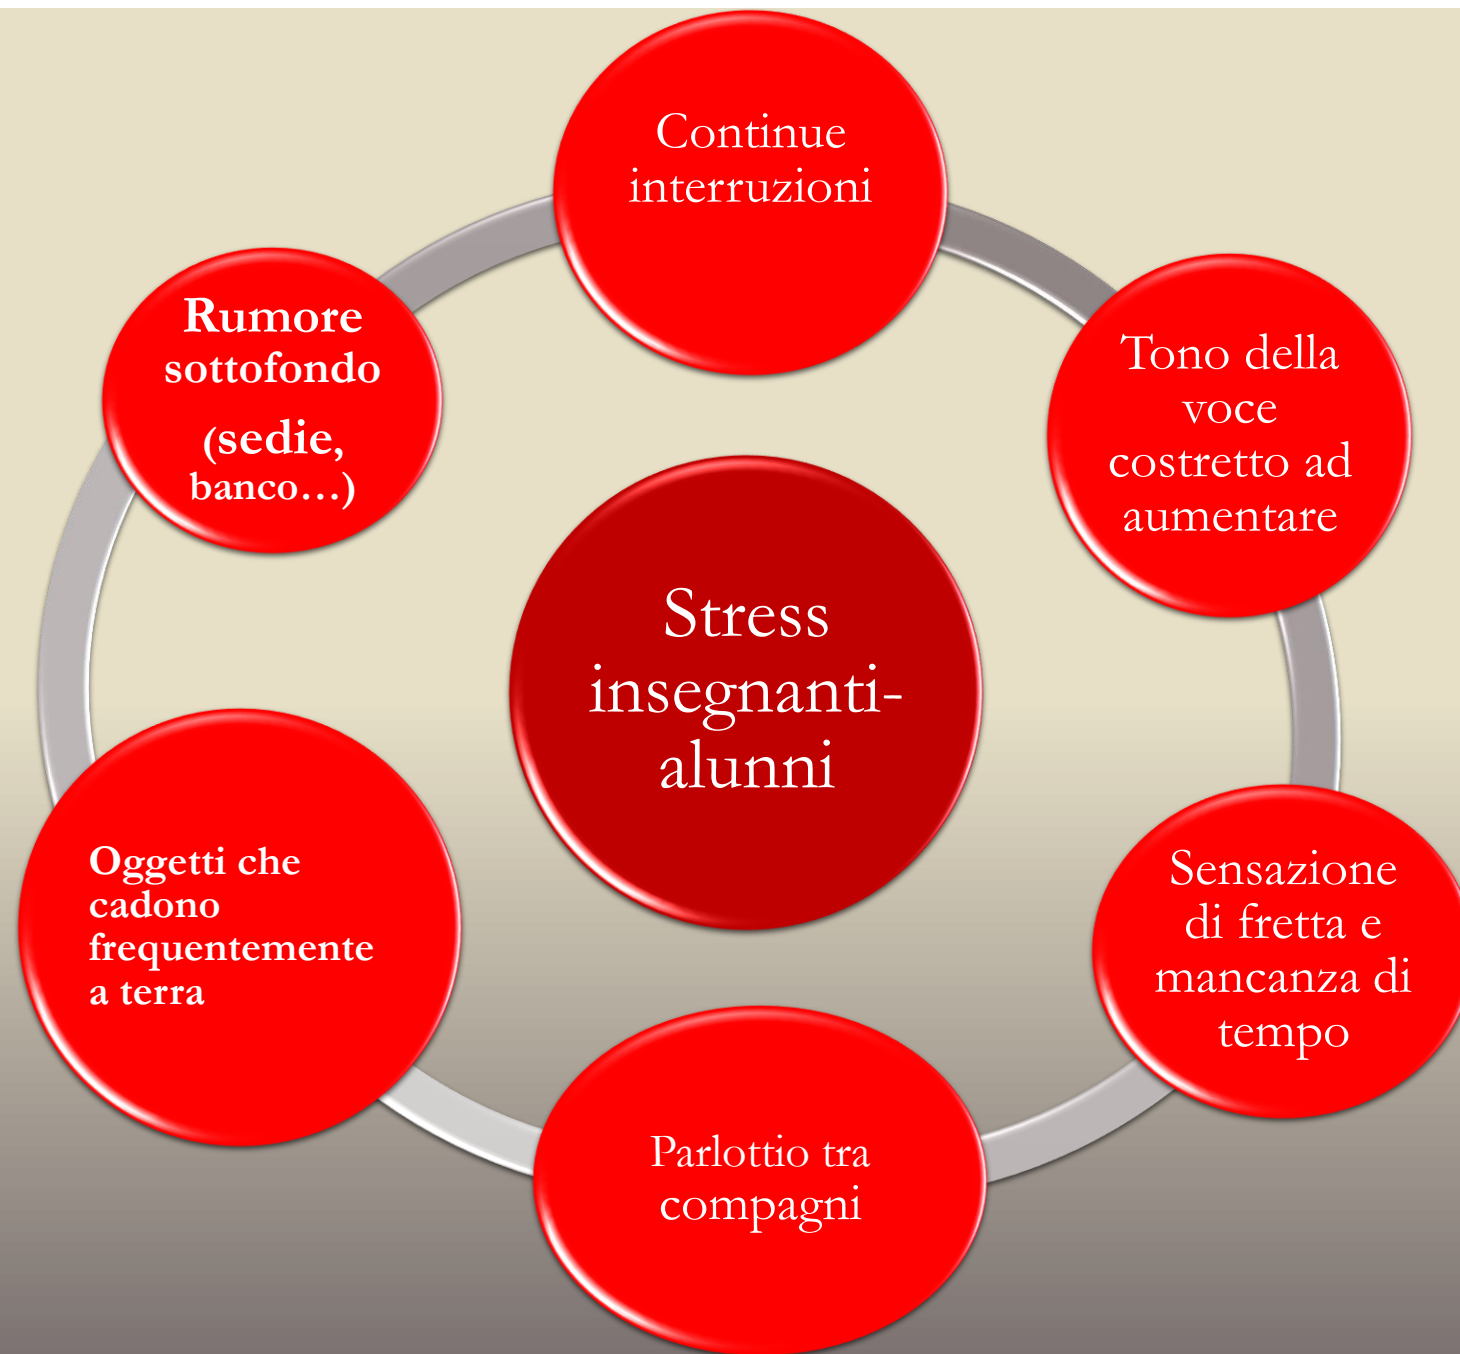 Continue
interruzioni
Tono della
voce
costretto ad
aumentare
Sensazione
di fretta e
mancanza di
tempo
Parlottio tra
compagni
Oggetti che
cadono
frequentemente
a terra
Rumore
sottofondo
(sedie,
banco…)
Stress
insegnanti-
alunni